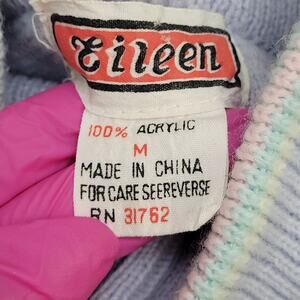 Eileen
100% ACRYLIC
M
MADE IN CHINA
FOR CARE SEEREVERSE
RN 31762